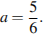 a = 5/6.